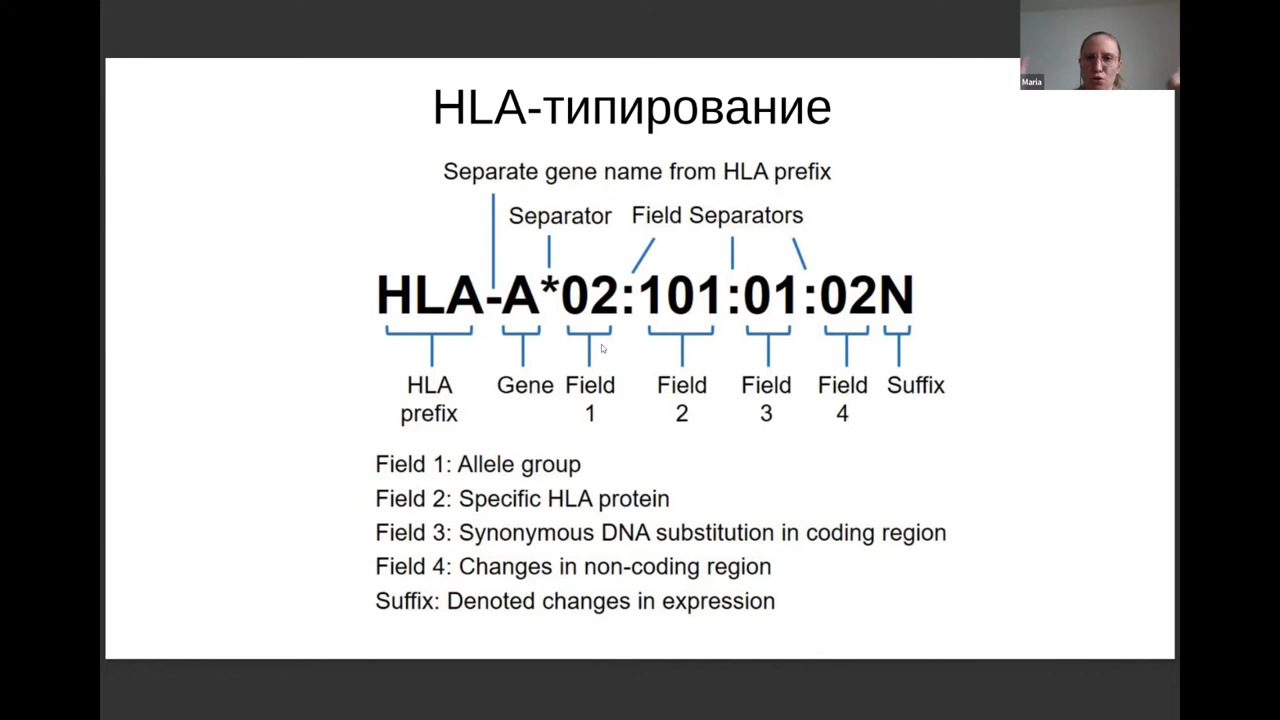 Maria
HLA-типирование
Separate gene name from HLA prefix
Separator Field Separators
HLA-A*02:101:01:02N
HLA prefix Gene Field 1 Field 2 Field 3 Field 4 Suffix
Field 1: Allele group
Field 2: Specific HLA protein
Field 3: Synonymous DNA substitution in coding region
Field 4: Changes in non-coding region
Suffix: Denoted changes in expression